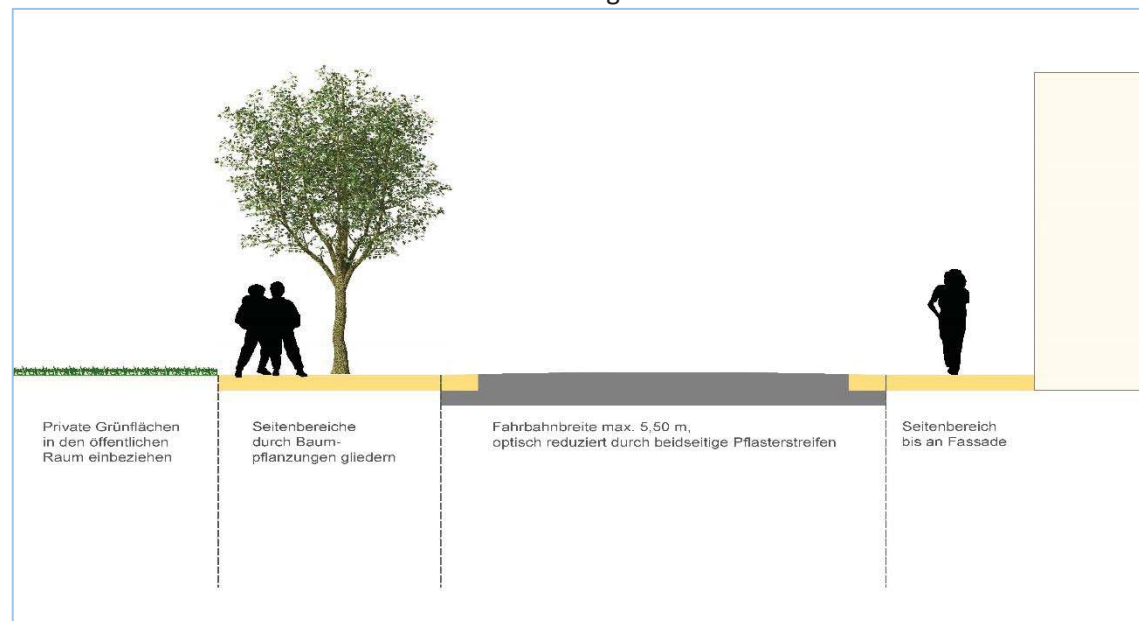 Private Grünflächen
in den öffentlichen
Raum einbeziehen
Seitenbereiche
durch Baum-
pflanzungen gliedern
Fahrbahnbreite max. 5,50 m,
optisch reduziert durch beidseitige Pflasterstreifen
Seitenbereich
bis an Fassade